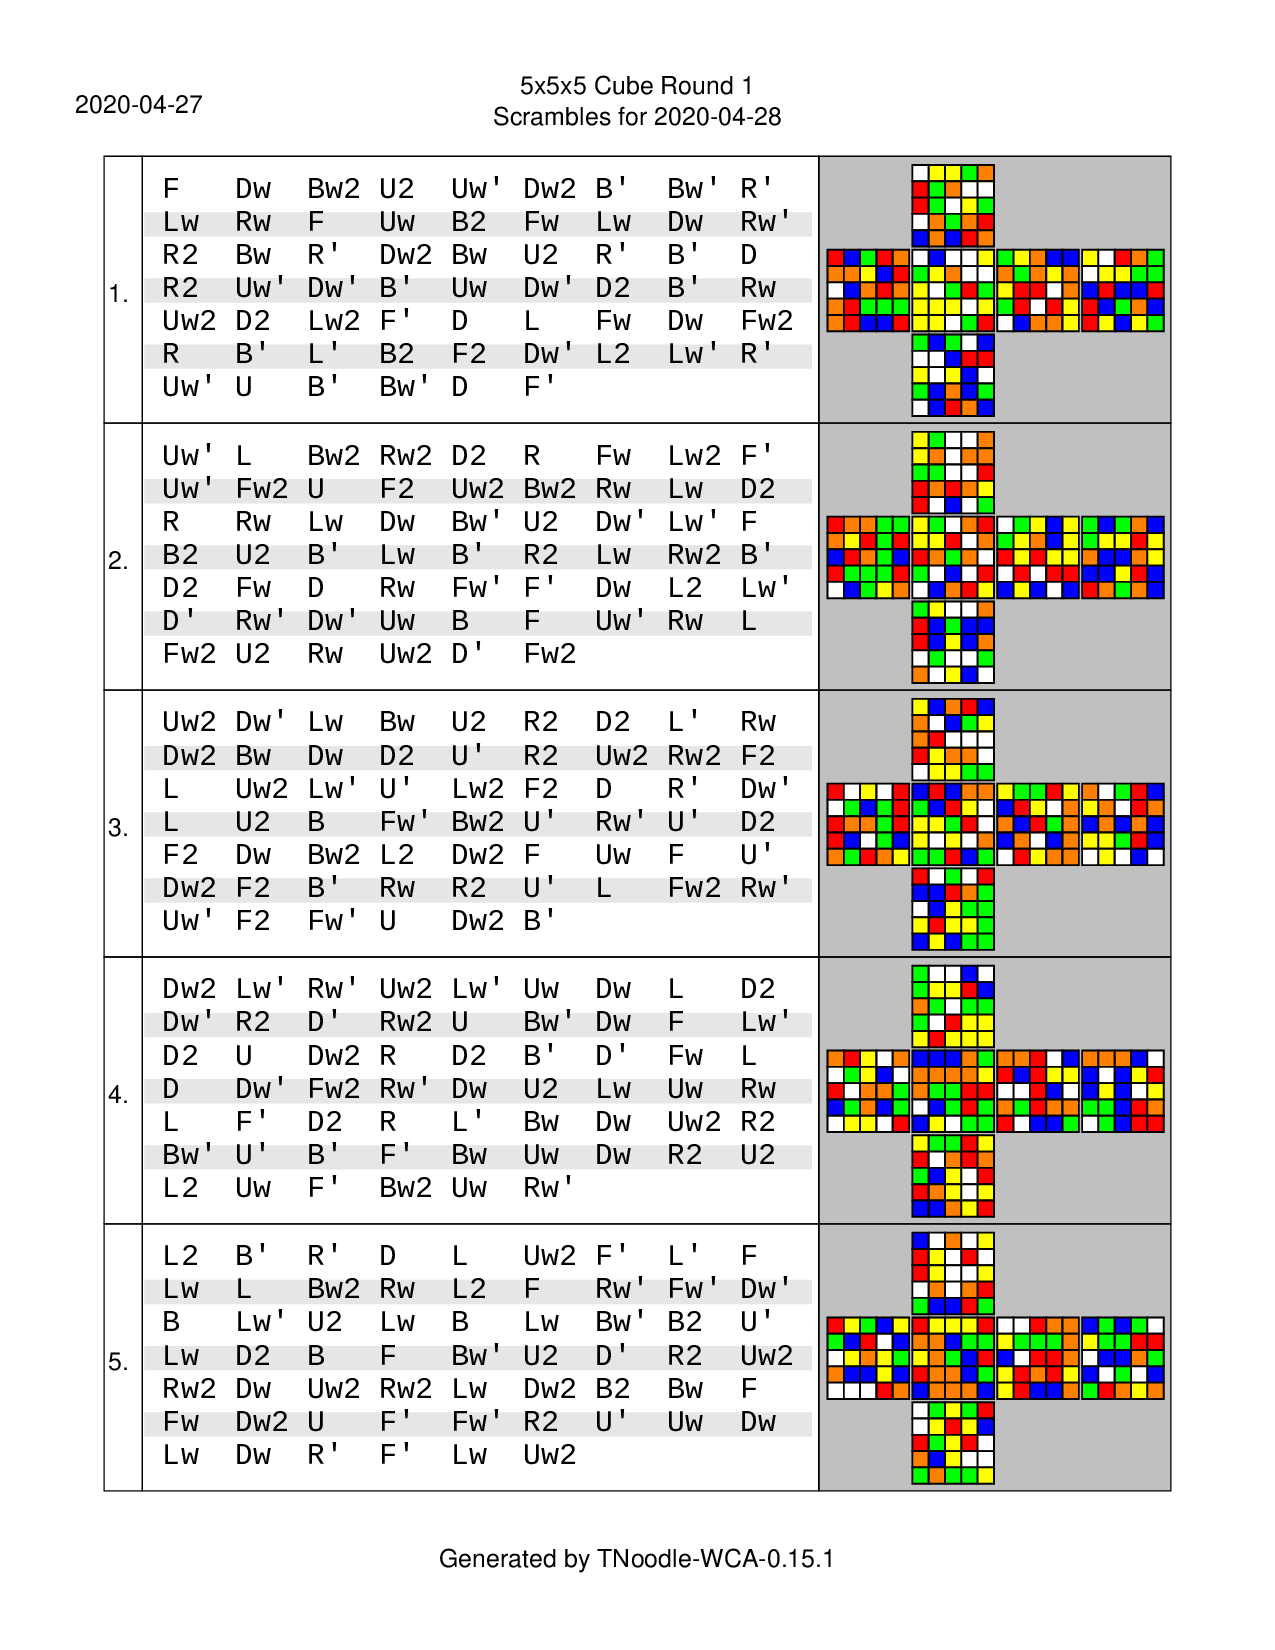 2020-04-27
5x5x5 Cube Round 1
Scrambles for 2020-04-28
1.
F Dw Bw2 U2 Uw' Dw2 B' Bw' R'
Lw Rw F Uw B2 Fw Lw Dw Rw'
R2 Bw R' Dw2 Bw U2 R' B' D
R2 Uw' Dw' B' Uw Dw' D2 B' Rw
Uw2 D2 Lw2 F' D L Fw Dw Fw2
R B' L' B2 F2 Dw' L2 Lw' R'
Uw' U B' Bw' D F'
2.
Uw' L Bw2 Rw2 D2 R Fw Lw2 F'
Uw' Fw2 U F2 Uw2 Bw2 Rw Lw D2
R Rw Lw Dw Bw' U2 Dw' Lw' F
B2 U2 B' Lw B' R2 Lw Rw2 B'
D2 Fw D Rw Fw' F' Dw L2 Lw'
D' Rw' Dw' Uw B F Uw' Rw L
Fw2 U2 Rw Uw2 D' Fw2
3.
Uw2 Dw' Lw Bw U2 R2 D2 L' Rw
Dw2 Bw Dw D2 U' R2 Uw2 Rw2 F2
L Uw2 Lw' U' Lw2 F2 D R' Dw'
L U2 B Fw' Bw2 U' Rw' U' D2
F2 Dw Bw2 L2 Dw2 F Uw F U'
Dw2 F2 B' Rw R2 U' L Fw2 Rw'
Uw' F2 Fw' U Dw2 B'
4.
Dw2 Lw' Rw' Uw2 Lw' Uw Dw L D2
Dw' R2 D' Rw2 U Bw' Dw F Lw'
D2 U Dw2 R D2 B' D' Fw L
D Dw' Fw2 Rw' Dw U2 Lw Uw Rw
L F' D2 R L' Bw Dw Uw2 R2
Bw' U' B' F' Bw Uw Dw R2 U2
L2 Uw F' Bw2 Uw Rw'
5.
L2 B' R' D L Uw2 F' L' F
Lw L Bw2 Rw L2 F Rw' Fw' Dw'
B Lw' U2 Lw B Lw Bw' B2 U'
Lw D2 B F Bw' U2 D' R2 Uw2
Rw2 Dw Uw2 Rw2 Lw Dw2 B2 Bw F
Fw Dw2 U F' Fw' R2 U' Uw Dw
Lw Dw R' F' Lw Uw2
Generated by TNoodle-WCA-0.15.1